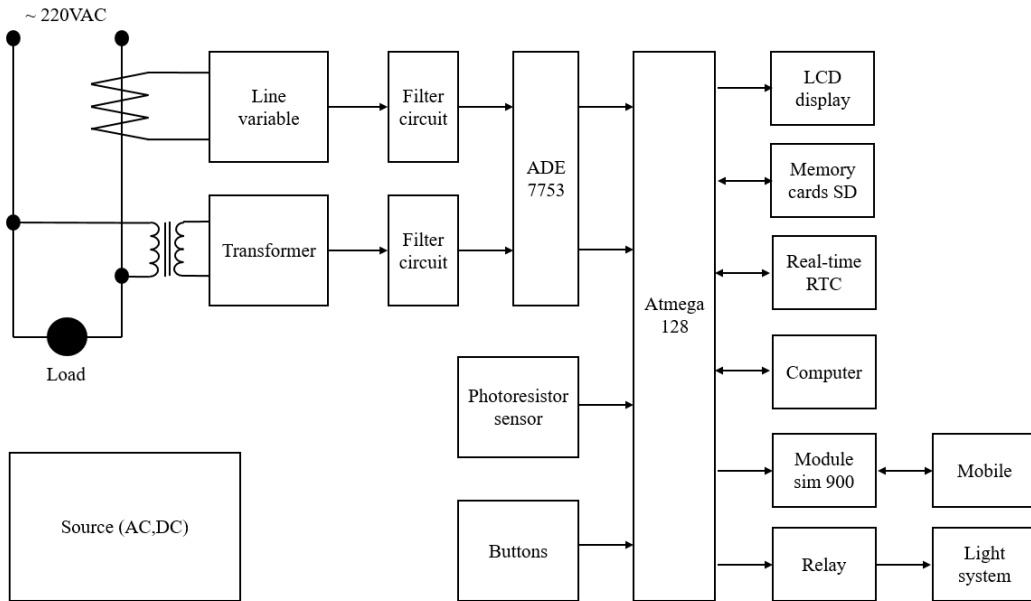 ~ 220VAC
Line
variable
Filter
circuit
ADE
7753
Transformer
Filter
circuit
Load
Source (AC,DC)
Photoresistor
sensor
Buttons
Atmega
128
LCD
display
Memory
cards SD
Real-time
RTC
Computer
Module
sim 900
Mobile
Relay
Light
system